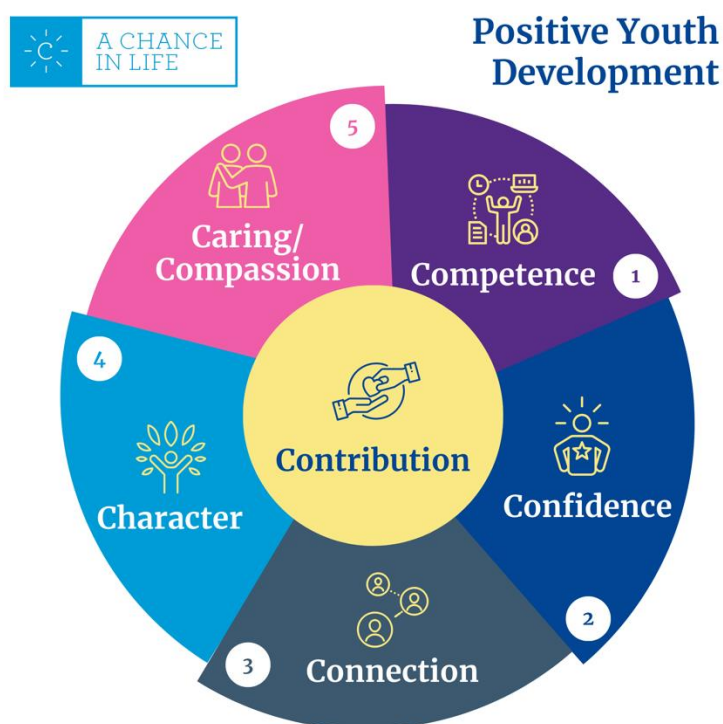 C
A CHANCE
IN LIFE
Positive Youth
Development
5
Caring/
Compassion
Competence
1
4
Contribution
Character
Confidence
2
3
Connection